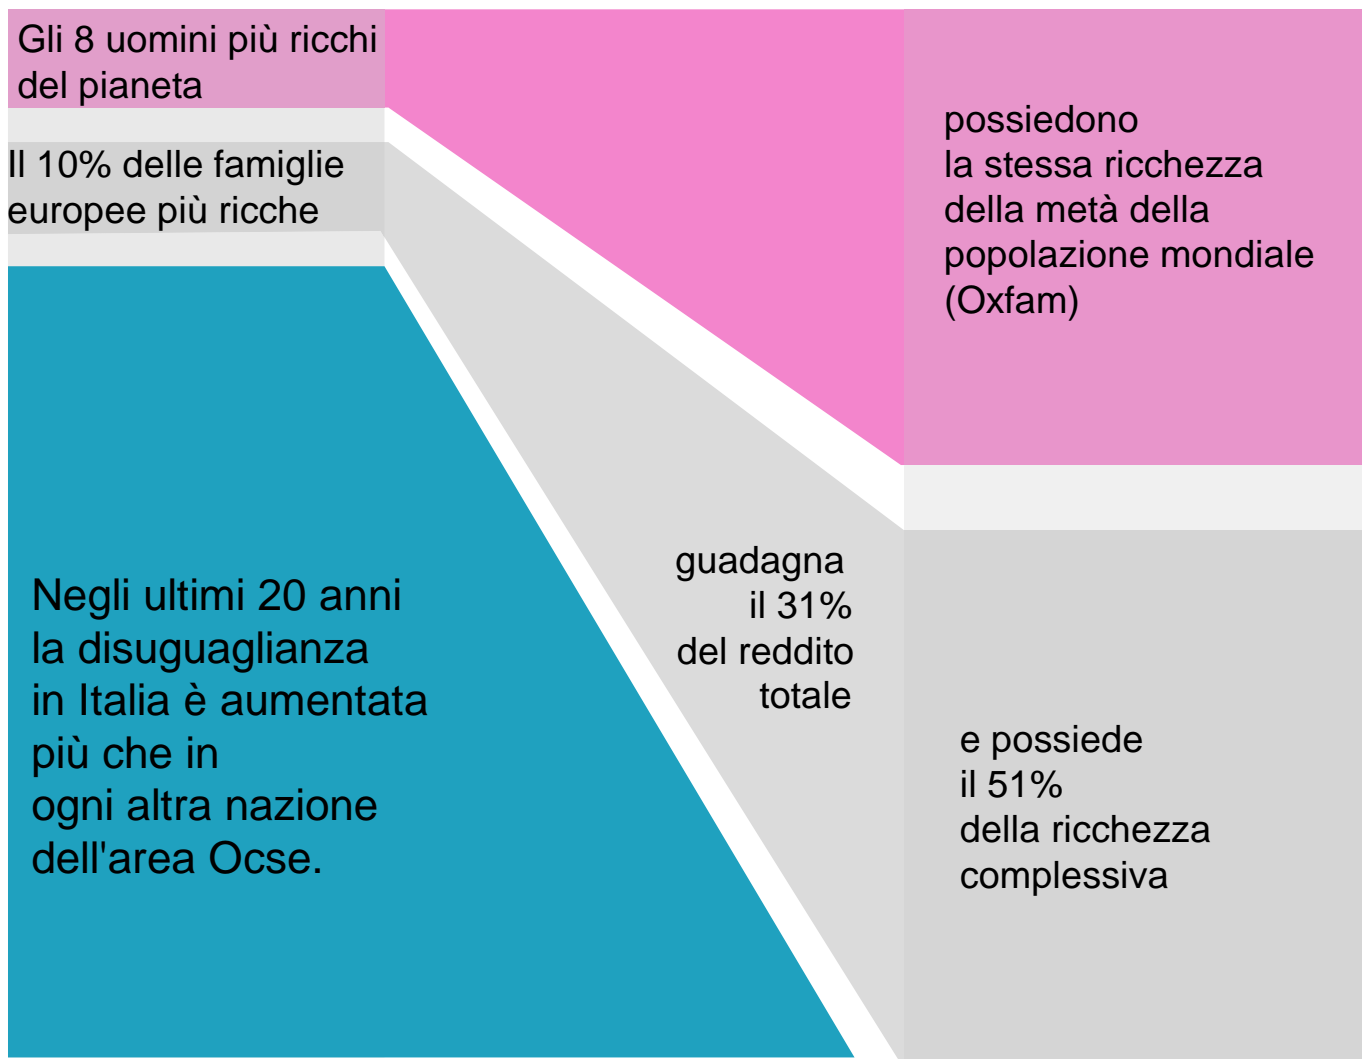 Gli 8 uomini più ricchi
del pianeta
possiedono
la stessa ricchezza
della metà della
popolazione mondiale
(Oxfam)
Il 10% delle famiglie
europee più ricche
guadagna
il 31%
del reddito
totale
e possiede
il 51%
della ricchezza
complessiva
Negli ultimi 20 anni
la disuguaglianza
in Italia è aumentata
più che in
ogni altra nazione
dell'area Ocse.